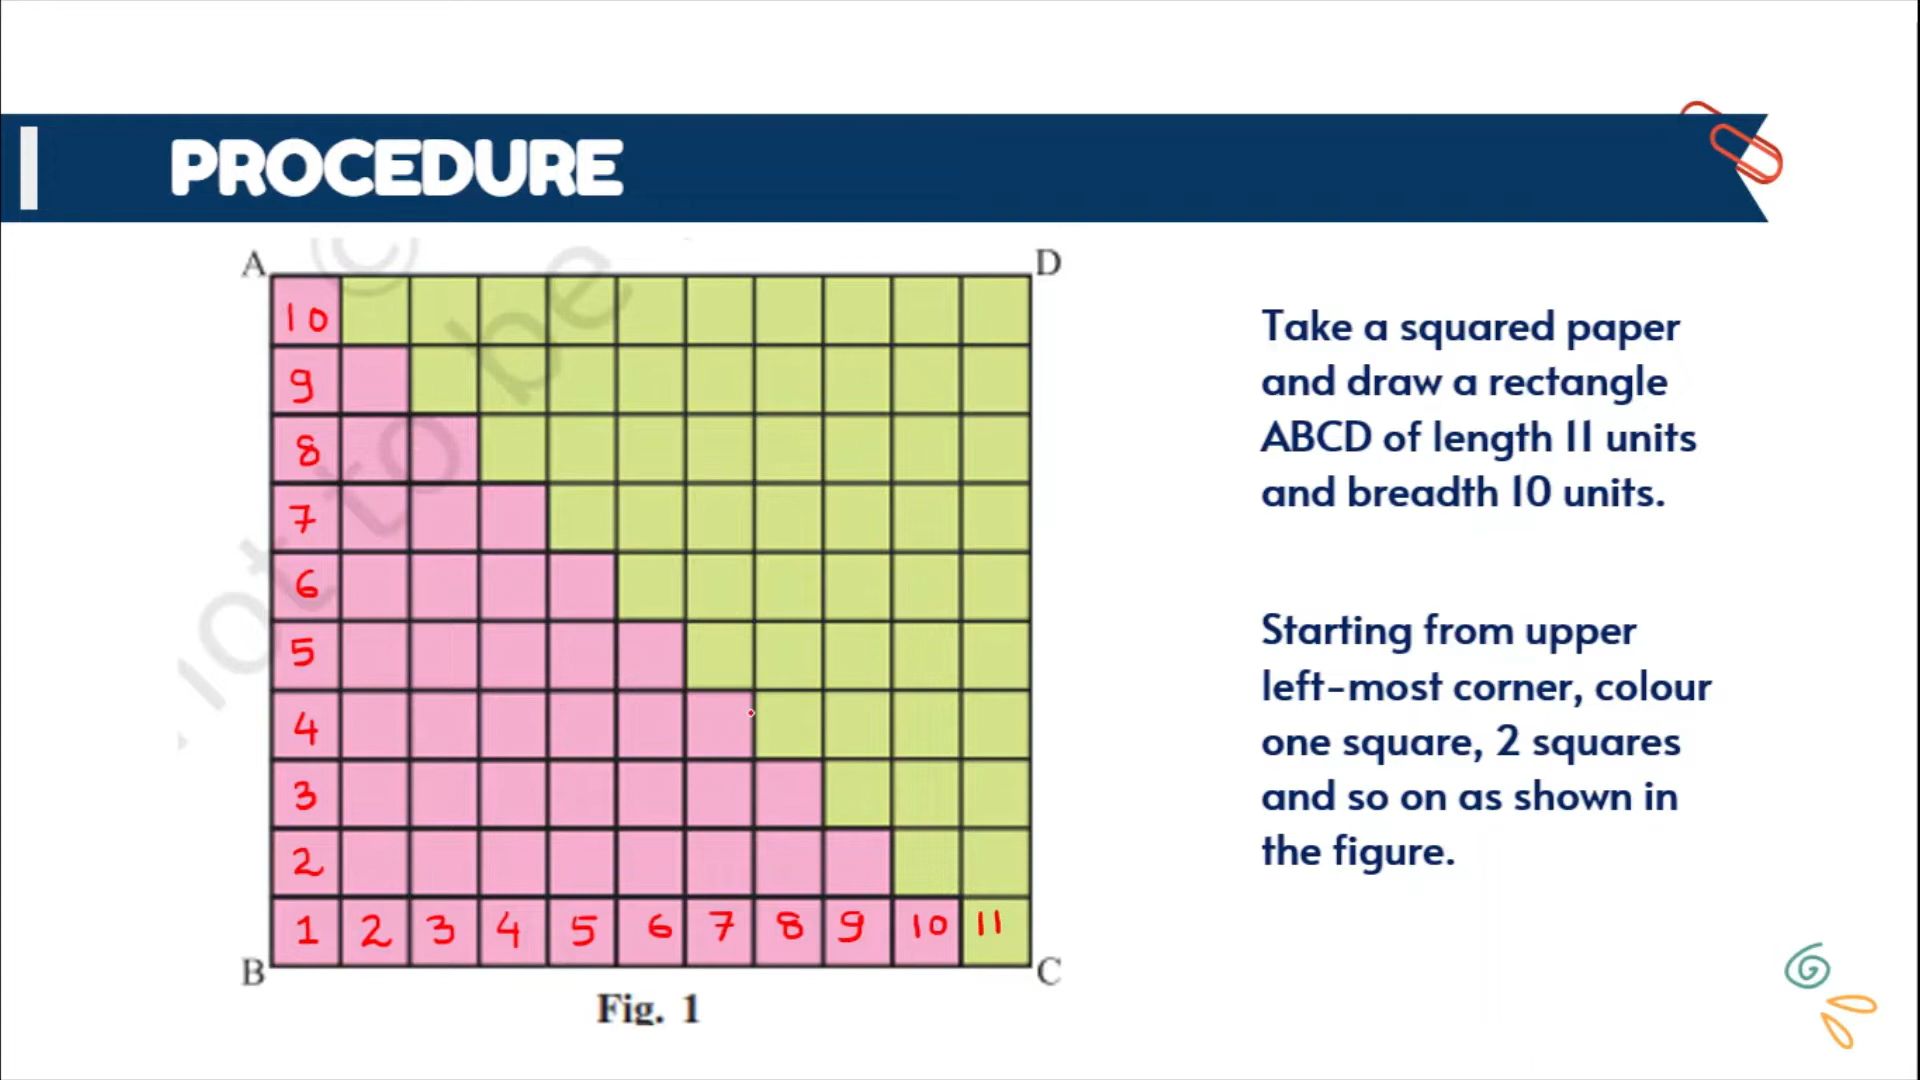 PROCEDURE
©
not to be
A
D
10
9
8
7
6
5
4
3
2
1 2 3 4 5 6 7 8 9 10 11
B
C
Fig. 1
Take a squared paper
and draw a rectangle
ABCD of length 11 units
and breadth 10 units.
Starting from upper
left-most corner, colour
one square, 2 squares
and so on as shown in
the figure.